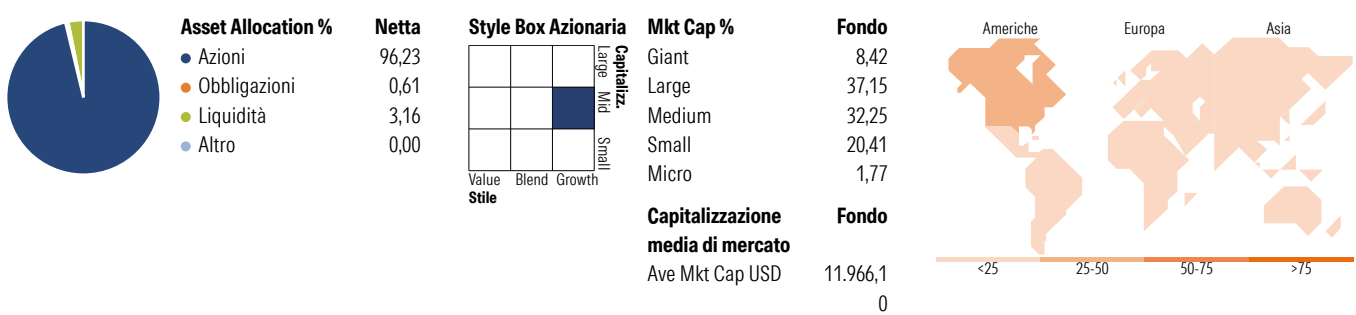 Asset Allocation % Netta
Azioni 96,23
Obbligazioni 0,61
Liquidità 3,16
Altro 0,00
Style Box Azionaria
Capitalizz.
Large Mid Small
Value Blend Growth
Stile
Mkt Cap % Fondo
Giant 8,42
Large 37,15
Medium 32,25
Small 20,41
Micro 1,77
Capitalizzazione Fondo
media di mercato
Ave Mkt Cap USD 11.966,1
0
Americhe Europa Asia
<25 25-50 50-75 >75